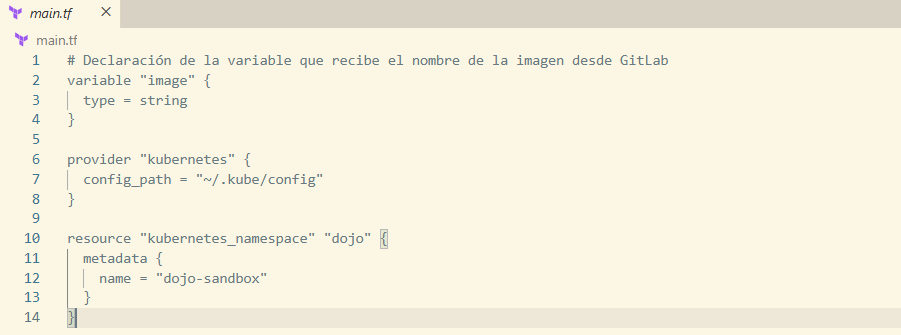 main.tf ×
main.tf
1 # Declaración de la variable que recibe el nombre de la imagen desde GitLab
2 variable "image" {
3   type = string
4 }
5
6 provider "kubernetes" {
7   config_path = "~/.kube/config"
8 }
9
10 resource "kubernetes_namespace" "dojo" {
11   metadata {
12     name = "dojo-sandbox"
13   }
14 }